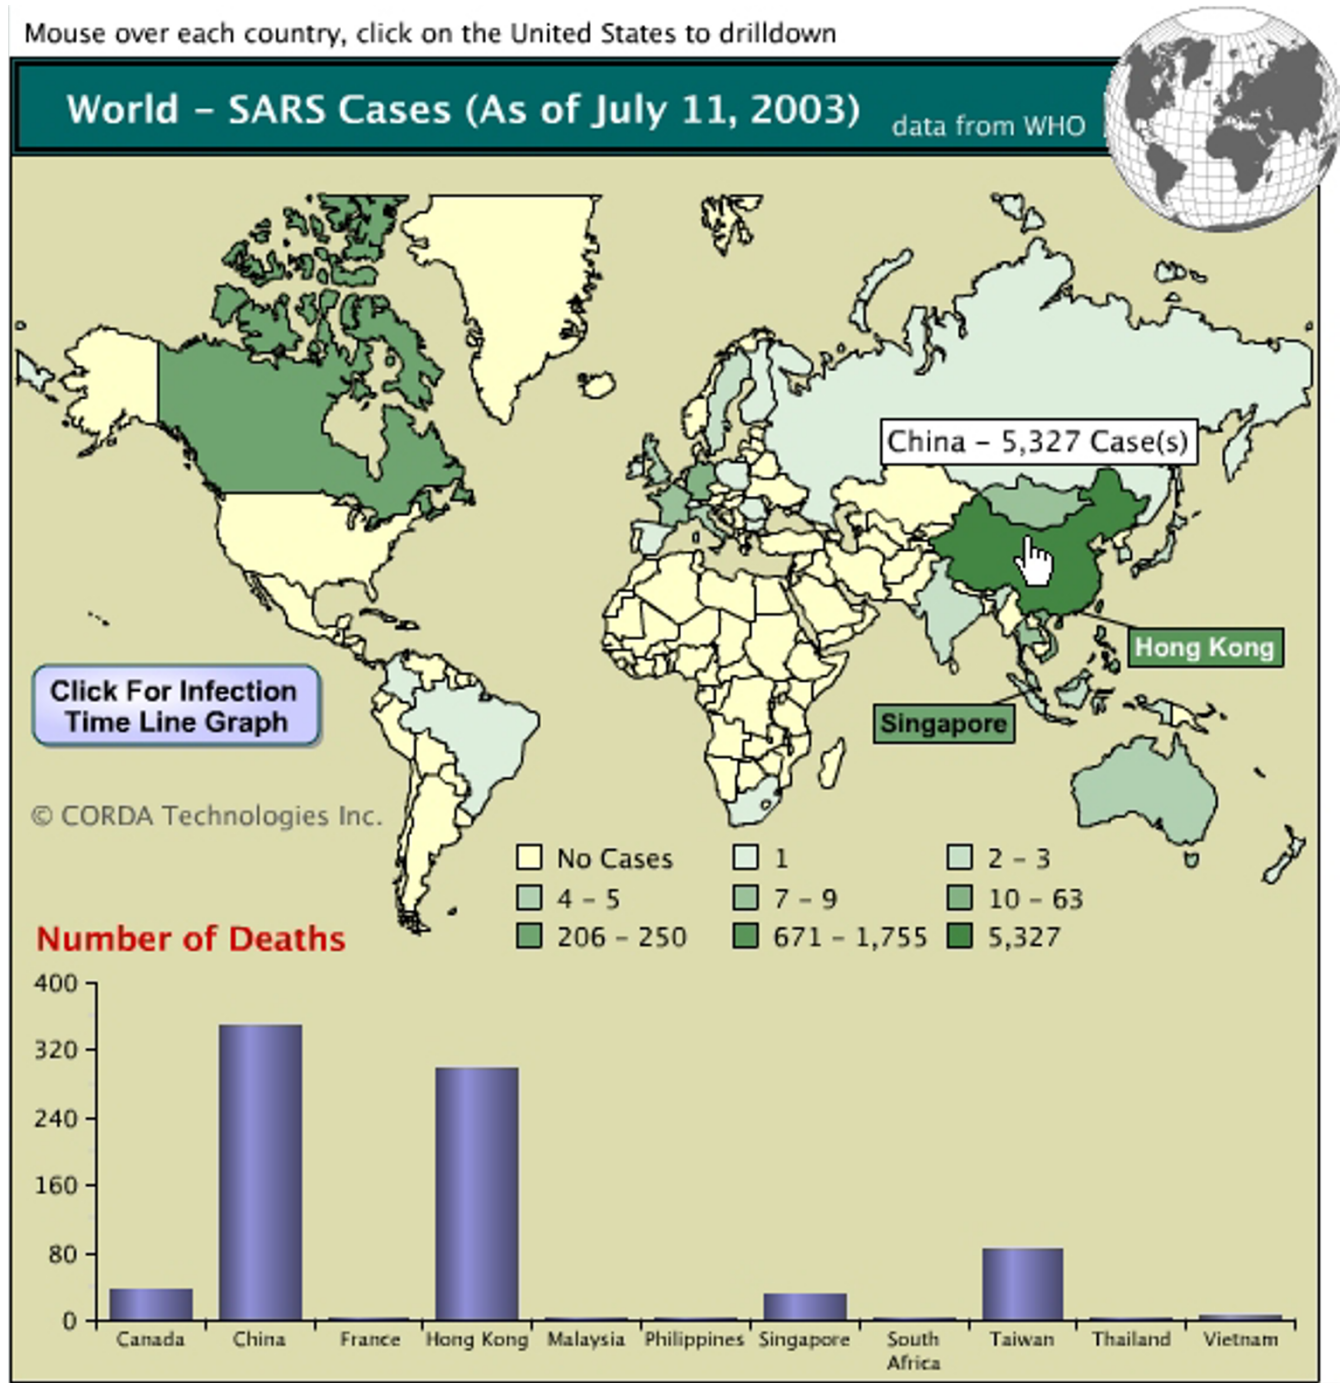 Mouse over each country, click on the United States to drilldown
World - SARS Cases (As of July 11, 2003)
data from WHO
China - 5,327 Case(s)
Hong Kong
Singapore
Click For Infection
Time Line Graph
© CORDA Technologies Inc.
No Cases
1
2 - 3
4 - 5
7 - 9
10 - 63
206 - 250
671 - 1,755
5,327
Number of Deaths
400
320
240
160
80
0
Canada
China
France
Hong Kong
Malaysia
Philippines
Singapore
South
Africa
Taiwan
Thailand
Vietnam